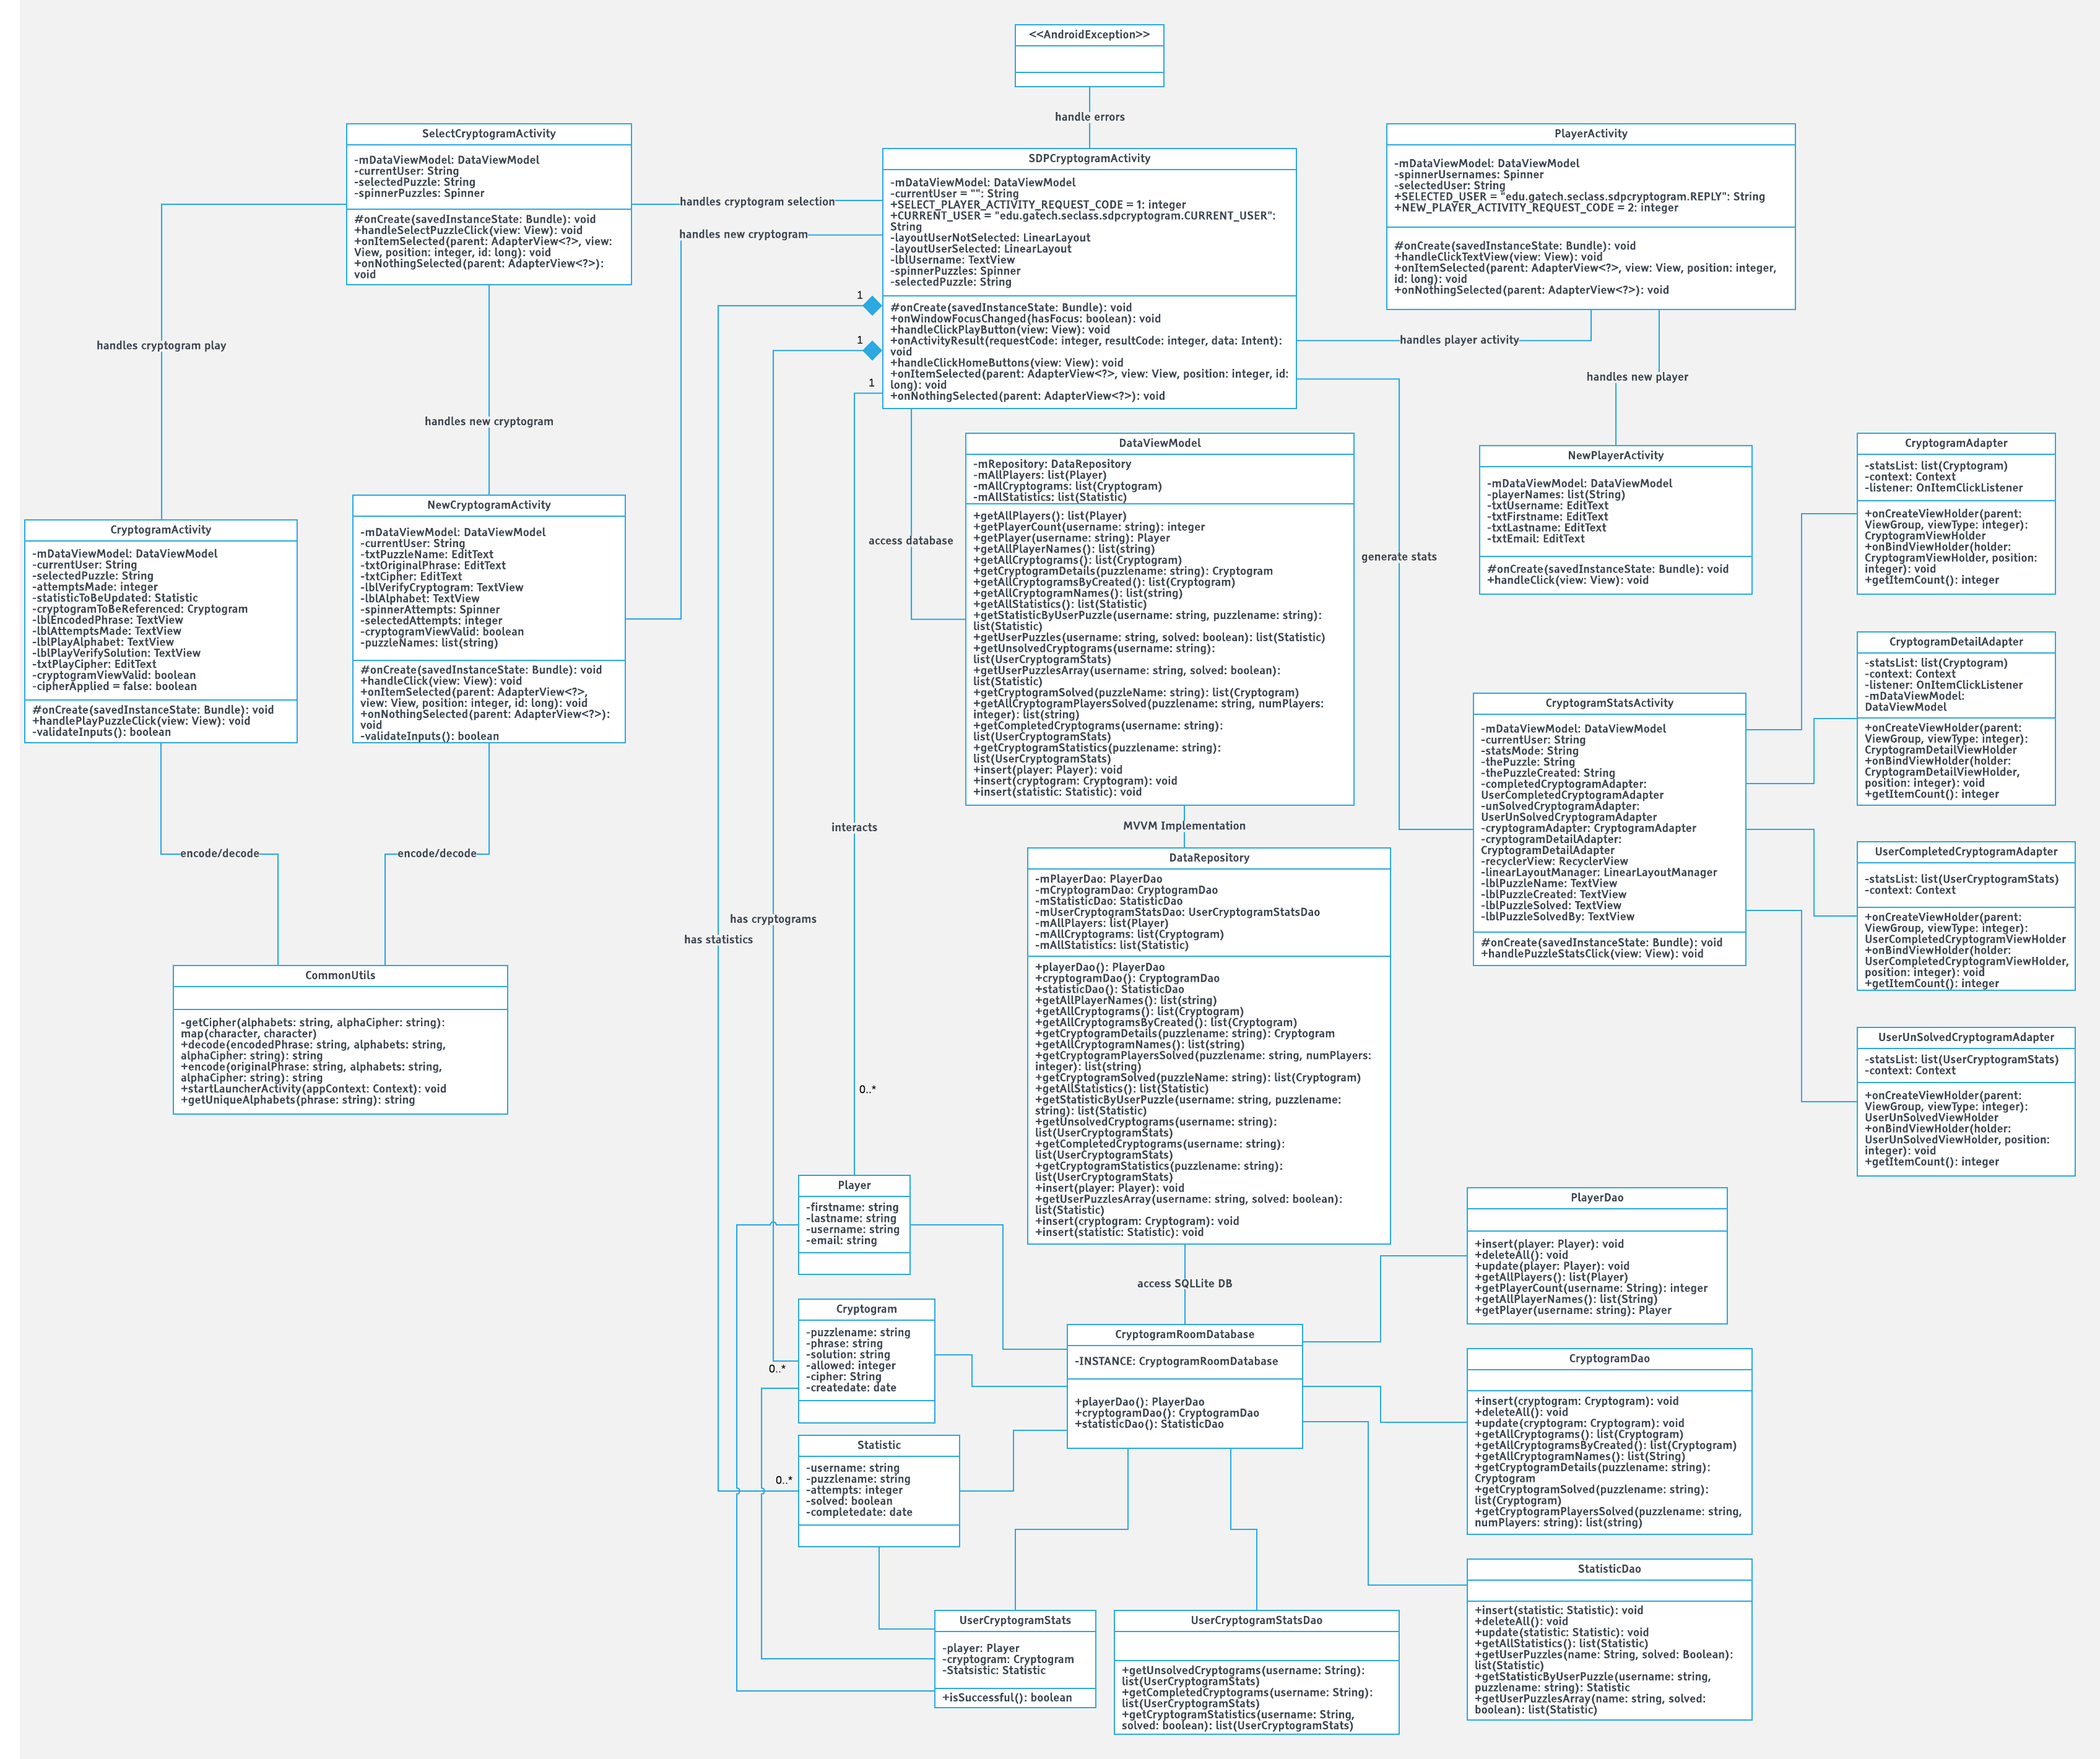 <<AndroidException>>
handle errors
SelectCryptogramActivity
-mDataViewModel: DataViewModel
-currentUser: String
-selectedPuzzle: String
-spinnerPuzzles: Spinner
#onCreate(savedInstanceState: Bundle): void
+handleSelectPuzzleClick(view: View): void
+onItemSelected(parent: AdapterView<?>, view:
View, position: integer, id: long): void
+onNothingSelected(parent: AdapterView<?>):
void
handles cryptogram selection
handles new cryptogram
SDPCryptogramActivity
-mDataViewModel: DataViewModel
-currentUser = "": String
+SELECT_PLAYER_ACTIVITY_REQUEST_CODE = 1: integer
+CURRENT_USER = "edu.gatech.seclass.sdpcryptogram.CURRENT_USER":
String
-layoutUserNotSelected: LinearLayout
-layoutUserSelected: LinearLayout
-lblUsername: TextView
-spinnerPuzzles: Spinner
-selectedPuzzle: String
#onCreate(savedInstanceState: Bundle): void
+onWindowFocusChanged(hasFocus: boolean): void
+handleClickPlayButton(view: View): void
+onActivityResult(requestCode: integer, resultCode: integer, data: Intent):
void
+handleClickHomeButtons(view: View): void
+onItemSelected(parent: AdapterView<?>, view: View, position: integer, id:
long): void
+onNothingSelected(parent: AdapterView<?>): void
1
1
1
PlayerActivity
-mDataViewModel: DataViewModel
-spinnerUsernames: Spinner
-selectedUser: String
+SELECTED_USER = "edu.gatech.seclass.sdpcryptogram.REPLY": String
+NEW_PLAYER_ACTIVITY_REQUEST_CODE = 2: integer
#onCreate(savedInstanceState: Bundle): void
+handleClickTextView(view: View): void
+onItemSelected(parent: AdapterView<?>, view: View, position: integer,
id: long): void
+onNothingSelected(parent: AdapterView<?>): void
handles player activity
handles new player
handles cryptogram play
handles new cryptogram
CryptogramActivity
-mDataViewModel: DataViewModel
-currentUser: String
-selectedPuzzle: String
-attemptsMade: integer
-statisticToBeUpdated: Statistic
-cryptogramToBeReferenced: Cryptogram
-lblEncodedPhrase: TextView
-lblAttemptsMade: TextView
-lblPlayAlphabet: TextView
-lblPlayVerifySolution: TextView
-txtPlayCipher: EditText
-cryptogramViewValid: boolean
-cipherApplied = false: boolean
#onCreate(savedInstanceState: Bundle): void
+handlePlayPuzzleClick(view: View): void
-validateInputs(): boolean
NewCryptogramActivity
-mDataViewModel: DataViewModel
-currentUser: String
-txtPuzzleName: EditText
-txtOriginalPhrase: EditText
-txtCipher: EditText
-lblVerifyCryptogram: TextView
-lblAlphabet: TextView
-spinnerAttempts: Spinner
-selectedAttempts: integer
-cryptogramViewValid: boolean
-puzzleNames: list(string)
#onCreate(savedInstanceState: Bundle): void
+handleClick(view: View): void
+onItemSelected(parent: AdapterView<?>,
view: View, position: integer, id: long): void
+onNothingSelected(parent: AdapterView<?>):
void
-validateInputs(): boolean
access database
DataViewModel
-mRepository: DataRepository
-mAllPlayers: list(Player)
-mAllCryptograms: list(Cryptogram)
-mAllStatistics: list(Statistic)
+getAllPlayers(): list(Player)
+getPlayerCount(username: string): integer
+getPlayer(username: string): Player
+getAllPlayerNames(): list(string)
+getAllCryptograms(): list(Cryptogram)
+getCryptogramDetails(puzzlename: string): Cryptogram
+getAllCryptogramsByCreated(): list(Cryptogram)
+getAllCryptogramNames(): list(string)
+getAllStatistics(): list(Statistic)
+getStatisticByUserPuzzle(username: string, puzzlename: string):
list(Statistic)
+getUserPuzzles(username: string, solved: boolean): list(Statistic)
+getUnsolvedCryptograms(username: string):
list(UserCryptogramStats)
+getUserPuzzlesArray(username: string, solved: boolean):
list(Statistic)
+getCryptogramSolved(puzzleName: string): list(Cryptogram)
+getAllCryptogramPlayersSolved(puzzlename: string, numPlayers:
integer): list(string)
+getCompletedCryptograms(username: string):
list(UserCryptogramStats)
+getCryptogramStatistics(puzzlename: string):
list(UserCryptogramStats)
+insert(player: Player): void
+insert(cryptogram: Cryptogram): void
+insert(statistic: Statistic): void
generate stats
NewPlayerActivity
-mDataViewModel: DataViewModel
-playerNames: list(String)
-txtUsername: EditText
-txtFirstname: EditText
-txtLastname: EditText
-txtEmail: EditText
#onCreate(savedInstanceState: Bundle): void
+handleClick(view: View): void
CryptogramAdapter
-statsList: list(Cryptogram)
-context: Context
-listener: OnItemClickListener
+onCreateViewHolder(parent:
ViewGroup, viewType: integer):
CryptogramViewHolder
+onBindViewHolder(holder:
CryptogramViewHolder, position:
integer): void
+getItemCount(): integer
CryptogramDetailAdapter
-statsList: list(Cryptogram)
-context: Context
-listener: OnItemClickListener
-mDataViewModel:
DataViewModel
+onCreateViewHolder(parent:
ViewGroup, viewType: integer):
CryptogramDetailViewHolder
+onBindViewHolder(holder:
CryptogramDetailViewHolder,
position: integer): void
+getItemCount(): integer
CryptogramStatsActivity
-mDataViewModel: DataViewModel
-currentUser: String
-statsMode: String
-thePuzzle: String
-thePuzzleCreated: String
-completedCryptogramAdapter:
UserCompletedCryptogramAdapter
-unSolvedCryptogramAdapter:
UserUnSolvedCryptogramAdapter
-cryptogramAdapter: CryptogramAdapter
-cryptogramDetailAdapter:
CryptogramDetailAdapter
-recyclerView: RecyclerView
-linearLayoutManager: LinearLayoutManager
-lblPuzzleName: TextView
-lblPuzzleCreated: TextView
-lblPuzzleSolved: TextView
-lblPuzzleSolvedBy: TextView
#onCreate(savedInstanceState: Bundle): void
+handlePuzzleStatsClick(view: View): void
UserCompletedCryptogramAdapter
-statsList: list(UserCryptogramStats)
-context: Context
+onCreateViewHolder(parent:
ViewGroup, viewType: integer):
UserCompletedCryptogramViewHolder
+onBindViewHolder(holder:
UserCompletedCryptogramViewHolder,
position: integer): void
+getItemCount(): integer
UserUnSolvedCryptogramAdapter
-statsList: list(UserCryptogramStats)
-context: Context
+onCreateViewHolder(parent:
ViewGroup, viewType: integer):
UserUnSolvedViewHolder
+onBindViewHolder(holder:
UserUnSolvedViewHolder, position:
integer): void
+getItemCount(): integer
encode/decode
encode/decode
interacts
has cryptograms
has statistics
MVVM Implementation
DataRepository
-mPlayerDao: PlayerDao
-mCryptogramDao: CryptogramDao
-mStatisticDao: StatisticDao
-mUserCryptogramStatsDao: UserCryptogramStatsDao
-mAllPlayers: list(Player)
-mAllCryptograms: list(Cryptogram)
-mAllStatistics: list(Statistic)
+playerDao(): PlayerDao
+cryptogramDao(): CryptogramDao
+statisticDao(): StatisticDao
+getAllPlayerNames(): list(string)
+getAllCryptograms(): list(Cryptogram)
+getAllCryptogramsByCreated(): list(Cryptogram)
+getCryptogramDetails(puzzlename: string): Cryptogram
+getAllCryptogramNames(): list(string)
+getCryptogramPlayersSolved(puzzlename: string, numPlayers:
integer): list(string)
+getCryptogramSolved(puzzleName: string): list(Cryptogram)
+getAllStatistics(): list(Statistic)
+getStatisticByUserPuzzle(username: string, puzzlename:
string): list(Statistic)
+getUnsolvedCryptograms(username: string):
list(UserCryptogramStats)
+getCompletedCryptograms(username: string):
list(UserCryptogramStats)
+getCryptogramStatistics(puzzlename: string):
list(UserCryptogramStats)
+insert(player: Player): void
+getUserPuzzlesArray(username: string, solved: boolean):
list(Statistic)
+insert(cryptogram: Cryptogram): void
+insert(statistic: Statistic): void
CommonUtils
-getCipher(alphabets: string, alphaCipher: string):
map(character, character)
+decode(encodedPhrase: string, alphabets: string,
alphaCipher: string): string
+encode(originalPhrase: string, alphabets: string,
alphaCipher: string): string
+startLauncherActivity(appContext: Context): void
+getUniqueAlphabets(phrase: string): string
0..*
Player
-firstname: string
-lastname: string
-username: string
-email: string
access SQLLite DB
Cryptogram
-puzzlename: string
-phrase: string
-solution: string
-allowed: integer
-cipher: String
-createdate: date
0..*
Statistic
-username: string
-puzzlename: string
-attempts: integer
-solved: boolean
-completedate: date
0..*
CryptogramRoomDatabase
-INSTANCE: CryptogramRoomDatabase
+playerDao(): PlayerDao
+cryptogramDao(): CryptogramDao
+statisticDao(): StatisticDao
PlayerDao
+insert(player: Player): void
+deleteAll(): void
+update(player: Player): void
+getAllPlayers(): list(Player)
+getPlayerCount(username: String): integer
+getAllPlayerNames(): list(String)
+getPlayer(username: string): Player
CryptogramDao
+insert(cryptogram: Cryptogram): void
+deleteAll(): void
+update(cryptogram: Cryptogram): void
+getAllCryptograms(): list(Cryptogram)
+getAllCryptogramsByCreated(): list(Cryptogram)
+getAllCryptogramNames(): list(String)
+getCryptogramDetails(puzzlename: string):
Cryptogram
+getCryptogramSolved(puzzlename: string):
list(Cryptogram)
+getCryptogramPlayersSolved(puzzlename: string,
numPlayers: string): list(string)
StatisticDao
+insert(statistic: Statistic): void
+deleteAll(): void
+update(statistic: Statistic): void
+getAllStatistics(): list(Statistic)
+getUserPuzzles(name: String, solved: Boolean):
list(Statistic)
+getStatisticByUserPuzzle(username: string,
puzzlename: string): Statistic
+getUserPuzzlesArray(name: string, solved:
boolean): list(Statistic)
UserCryptogramStats
-player: Player
-cryptogram: Cryptogram
-Statsistic: Statistic
+isSuccessful(): boolean
UserCryptogramStatsDao
+getUnsolvedCryptograms(username: String):
list(UserCryptogramStats)
+getCompletedCryptograms(username: String):
list(UserCryptogramStats)
+getCryptogramStatistics(username: String,
solved: boolean): list(UserCryptogramStats)